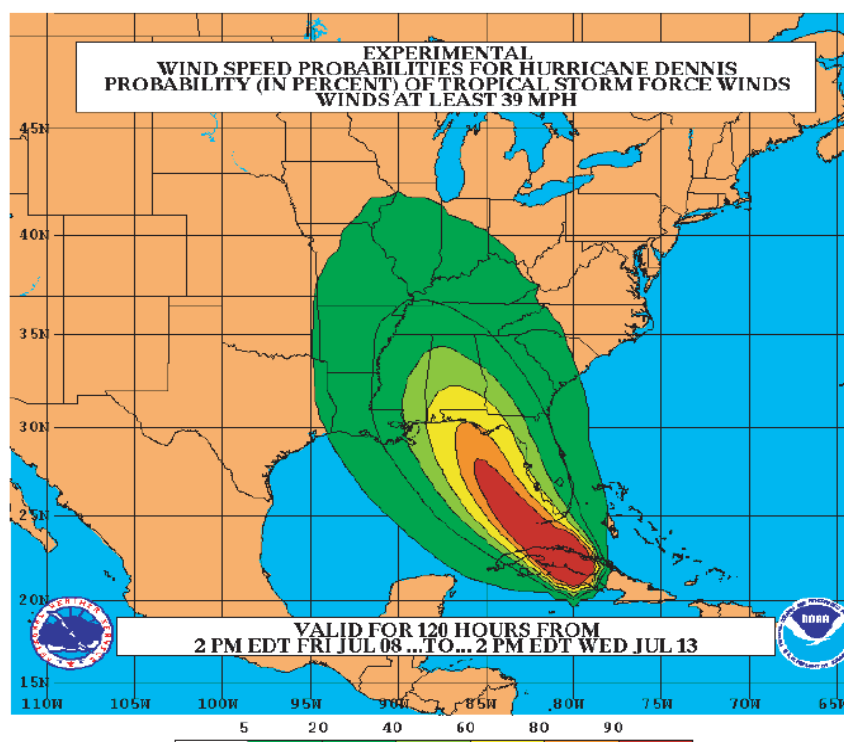 EXPERIMENTAL
WIND SPEED PROBABILITIES FOR HURRICANE DENNIS
PROBABILITY (IN PERCENT) OF TROPICAL STORM FORCE WINDS
WINDS AT LEAST 39 MPH
45N
40N
35N
30N
25N
20N
NOAA
VALID FOR 120 HOURS FROM
2 PM EDT FRI JUL 08 ...TO... 2 PM EDT WED JUL 13
15N
110W 105W 100W 95W 90W 85W 80W 75W 70W 65W
5 20 40 60 80 90